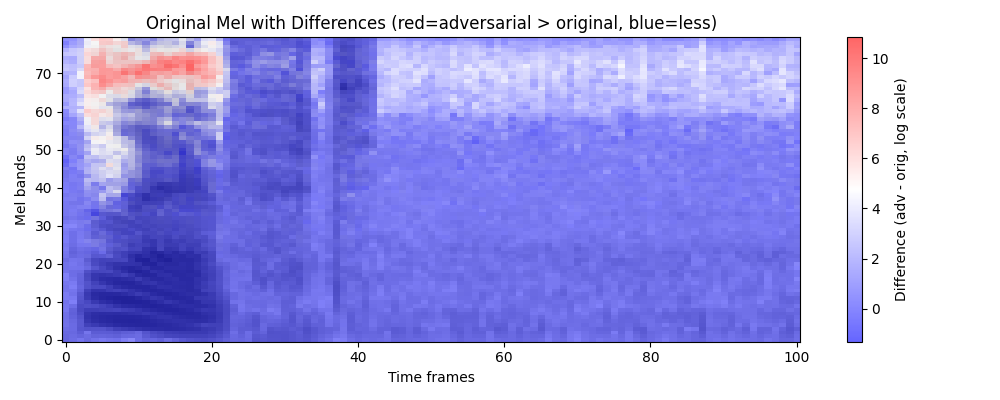 Original Mel with Differences (red=adversarial > original, blue=less)
Mel bands
70
60
50
40
30
20
10
0
0 20 40 60 80 100
Time frames
10
8
6
4
2
0
Difference (adv - orig, log scale)